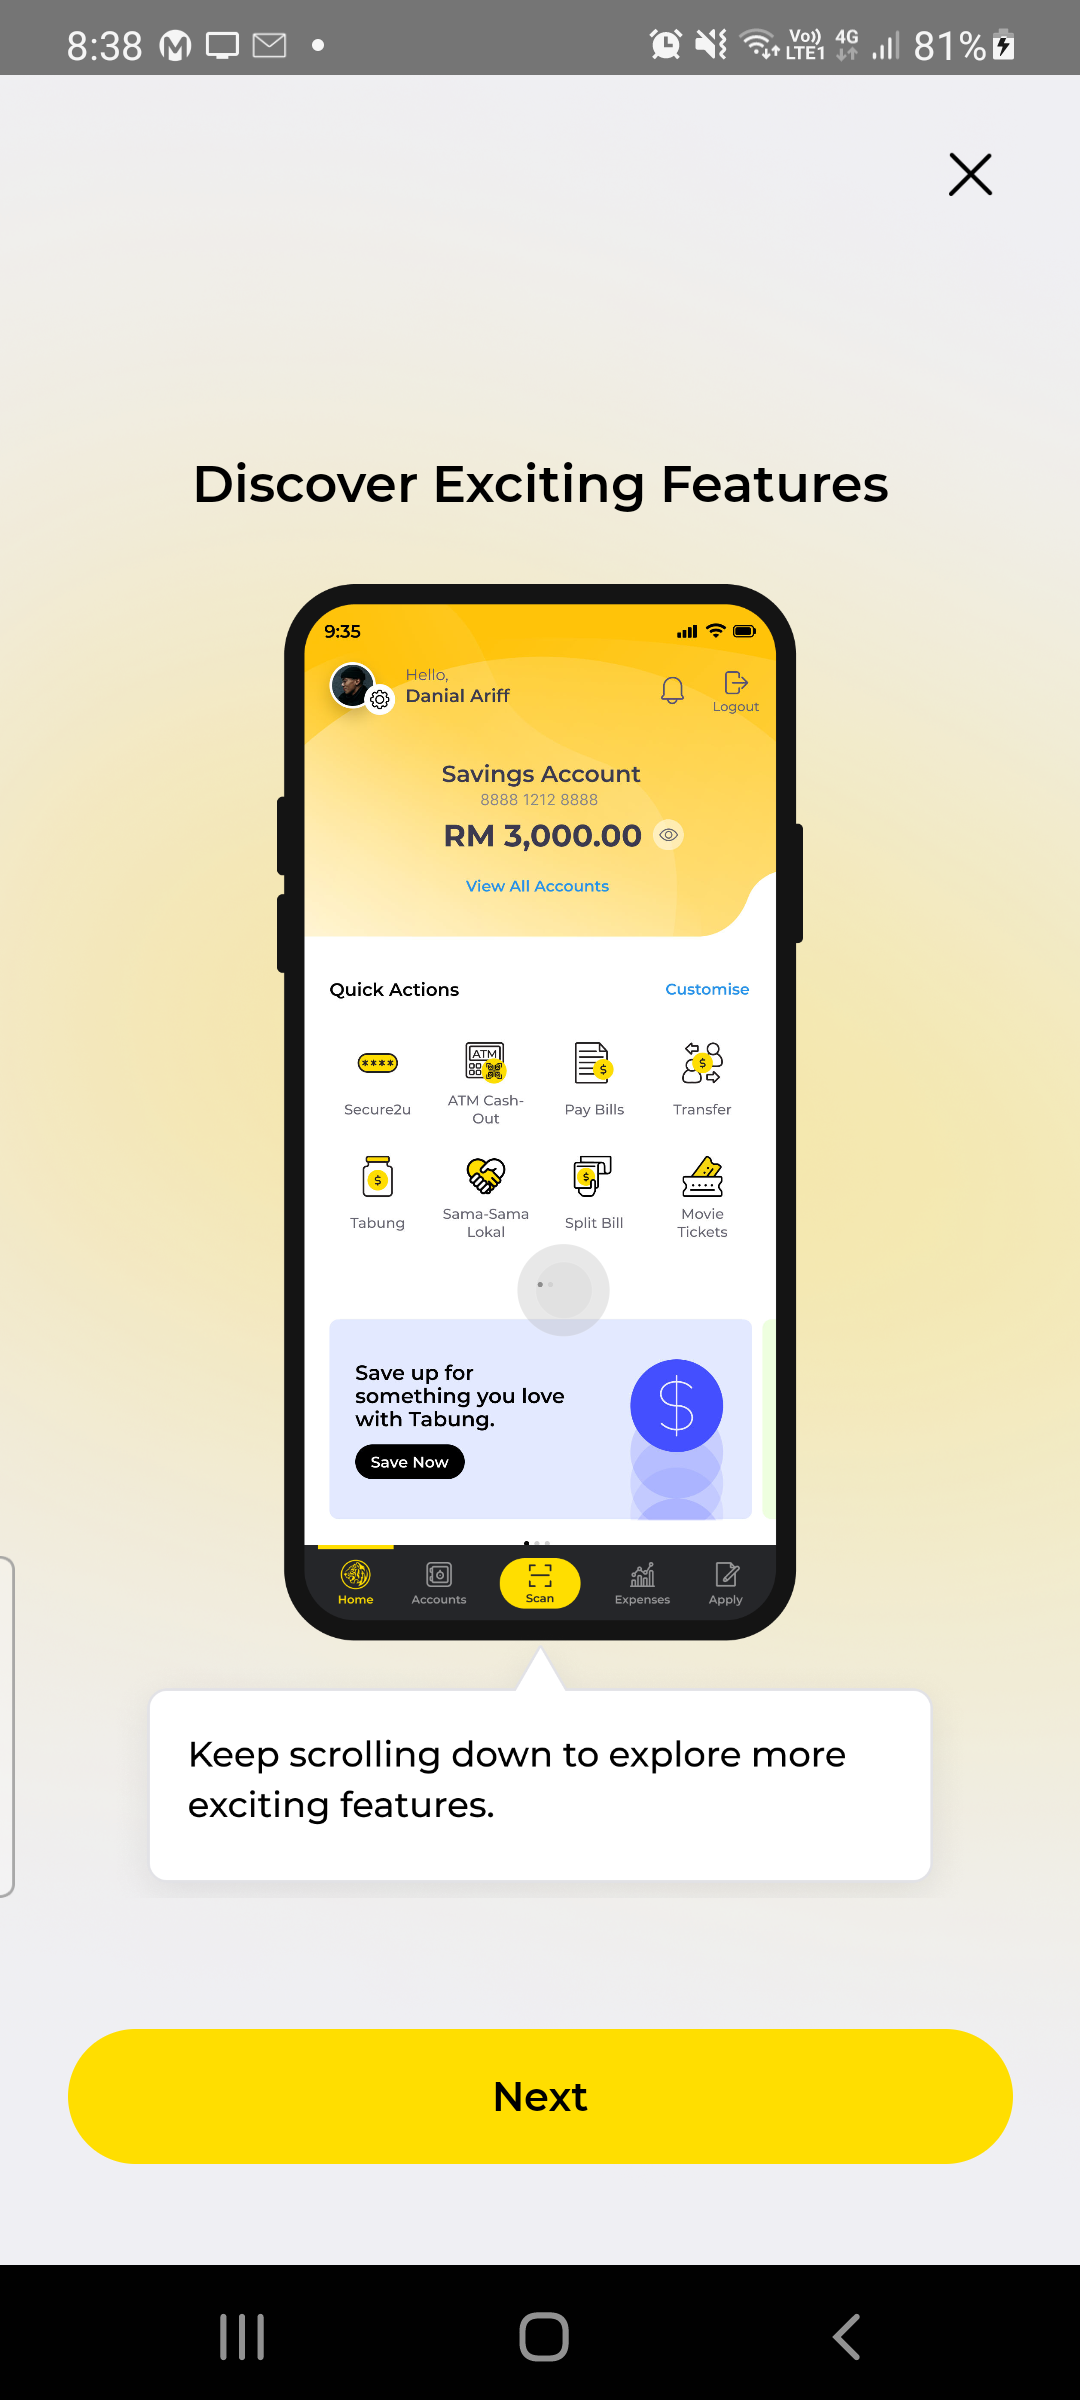 8:38
Vo))
LTE1
4G
81%
Discover Exciting Features
9:35
Hello,
Danial Ariff
Logout
Savings Account
8888 1212 8888
RM 3,000.00
View All Accounts
Quick Actions
Customise
****
ATM
Secure2u
ATM Cash-
Out
Pay Bills
Transfer
Tabung
Sama-Sama
Lokal
Split Bill
Movie
Tickets
Save up for
something you love
with Tabung.
$
Save Now
Home
Accounts
Scan
Expenses
Apply
Keep scrolling down to explore more
exciting features.
Next